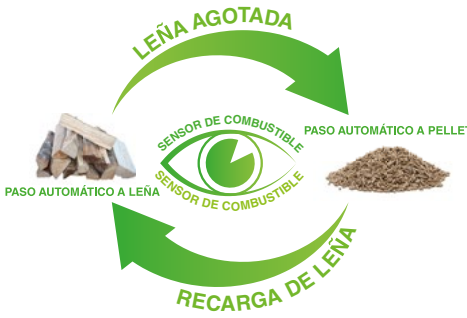 LEÑA AGOTADA
SENSOR DE COMBUSTIBLE
PASO AUTOMÁTICO A PELLET
PASO AUTOMÁTICO A LEÑA
SENSOR DE COMBUSTIBLE
RECARGA DE LEÑA